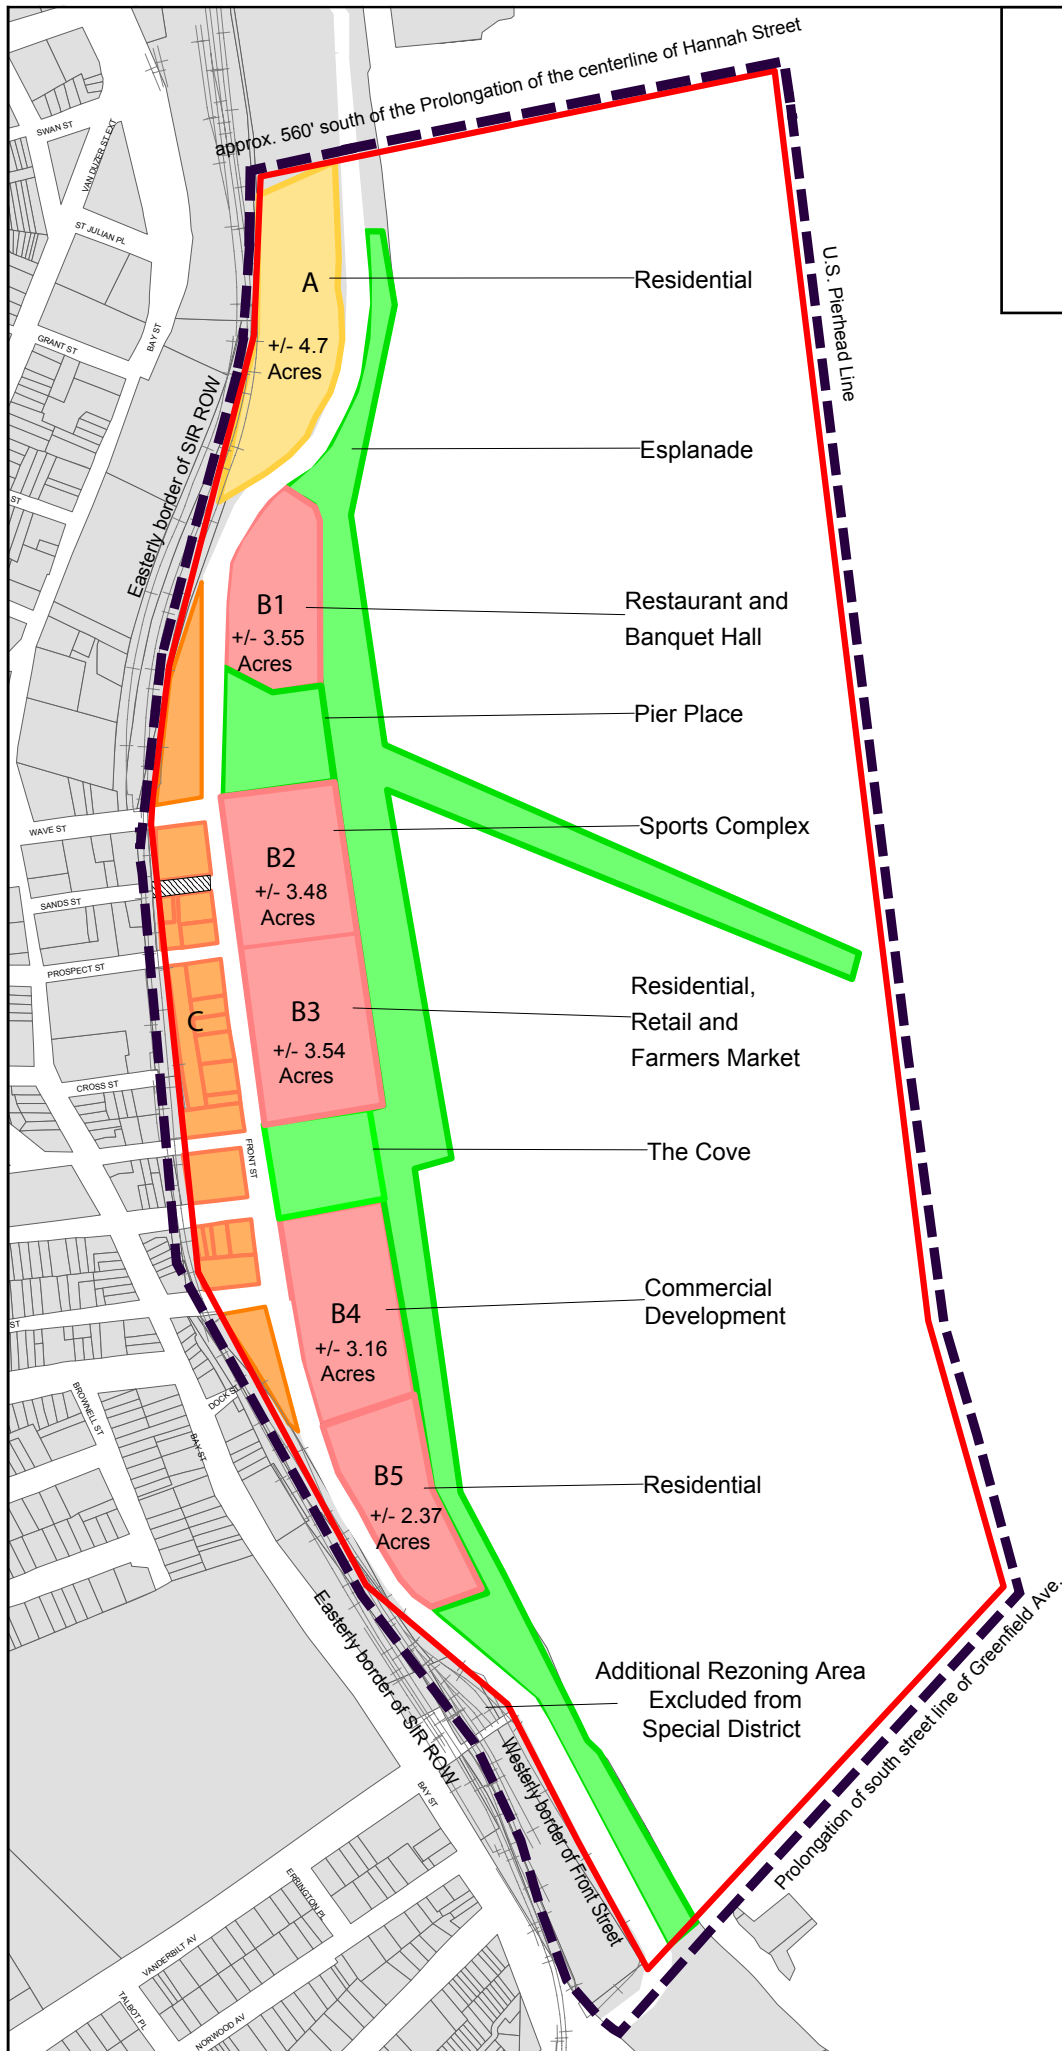 approx. 560' south of the Prolongation of the centerline of Hannah Street
SWAN ST
VAN DUZER ST EXT
ST JULIAN PL
BAY ST
GRANT ST
ST
Easterly border of SIR ROW
U.S. Pierhead Line
A
+/- 4.7
Acres
Residential
Esplanade
B1
+/- 3.55
Acres
Restaurant and
Banquet Hall
Pier Place
Sports Complex
WAVE ST
B2
+/- 3.48
Acres
SANDS ST
PROSPECT ST
C
B3
+/- 3.54
Acres
Residential,
Retail and
Farmers Market
CROSS ST
FRONT ST
The Cove
B4
+/- 3.16
Acres
Commercial
Development
ST
DOCK ST
BROWNELL ST
BAY ST
B5
+/- 2.37
Acres
Residential
Easterly border of SIR ROW
Additional Rezoning Area
Excluded from
Special District
Westerly border of Front Street
Prolongation of south street line of Greenfield Ave.
BAY ST
ERRINGTON PL
VANDERBILT AV
TALBOT PL
NORWOOD AV